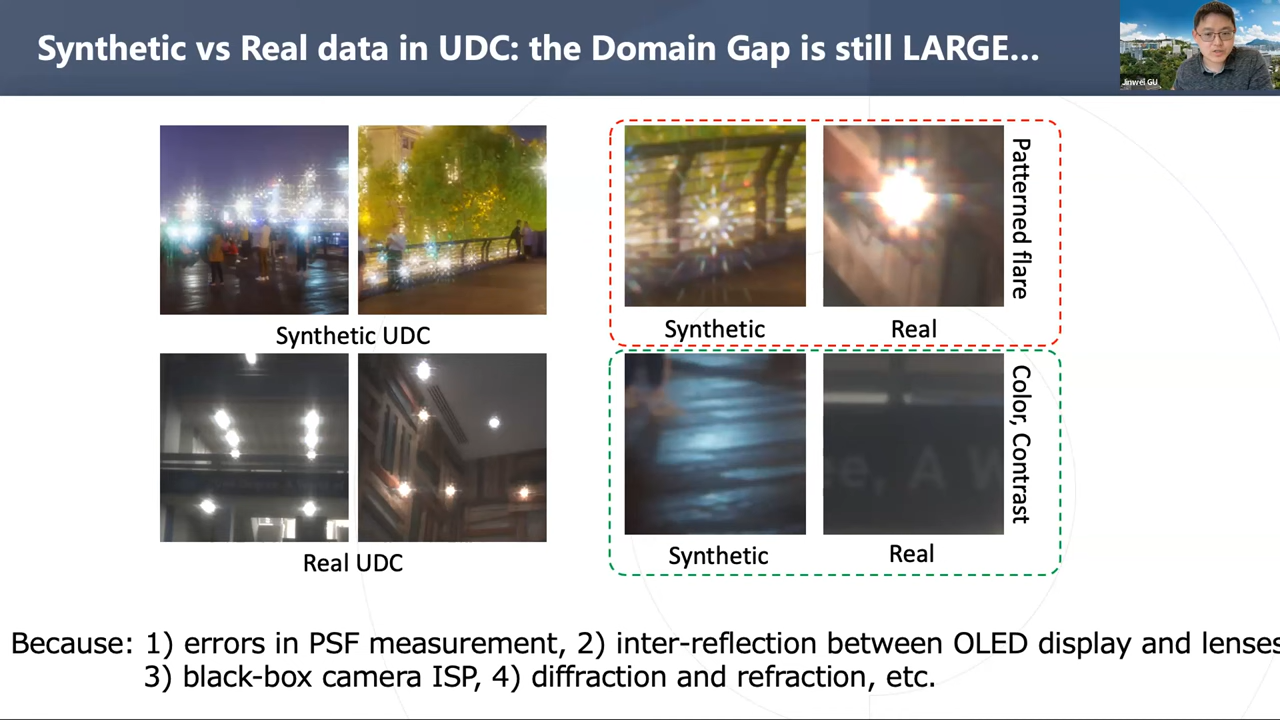 Synthetic vs Real data in UDC: the Domain Gap is still LARGE...
Jinwei GU
Synthetic UDC
Real UDC
Synthetic
Real
Patterned flare
ee, A W
Synthetic
Real
Color, Contrast
Because: 1) errors in PSF measurement, 2) inter-reflection between OLED display and lenses
3) black-box camera ISP, 4) diffraction and refraction, etc.